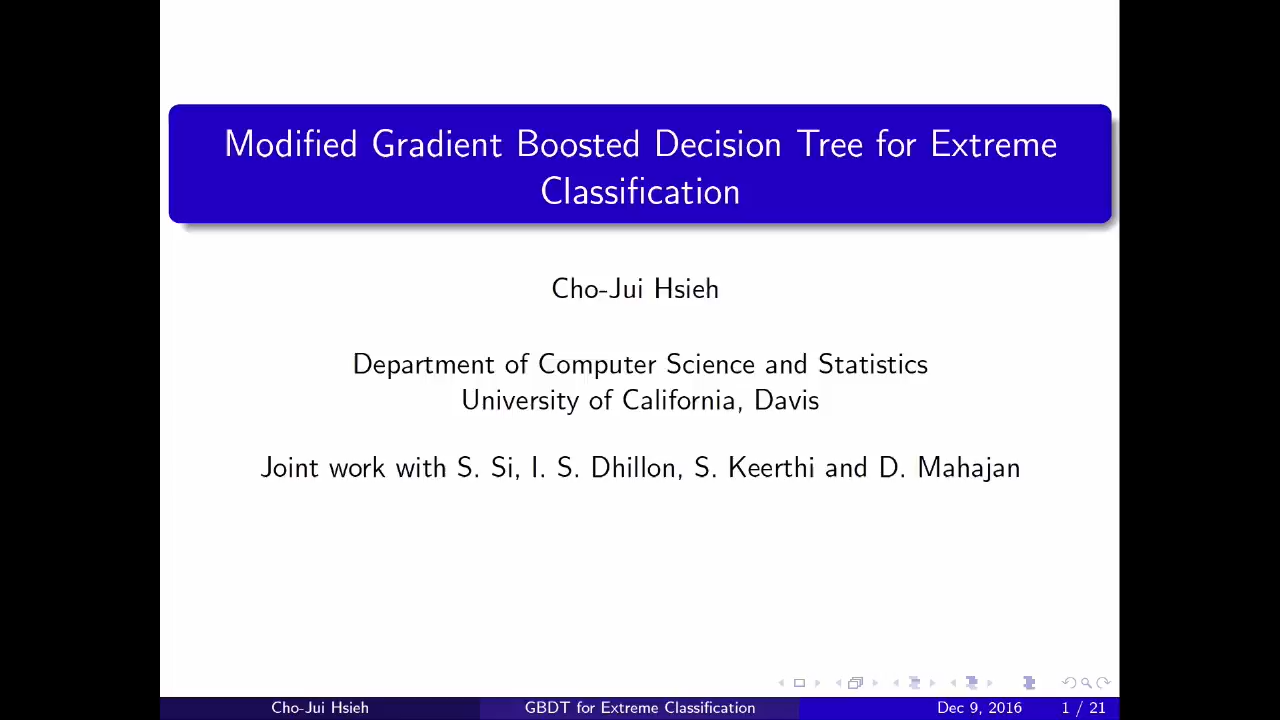 Modified Gradient Boosted Decision Tree for Extreme
Classification
Cho-Jui Hsieh
Department of Computer Science and Statistics
University of California, Davis
Joint work with S. Si, I. S. Dhillon, S. Keerthi and D. Mahajan
Cho-Jui Hsieh GBDT for Extreme Classification Dec 9, 2016 1 / 21